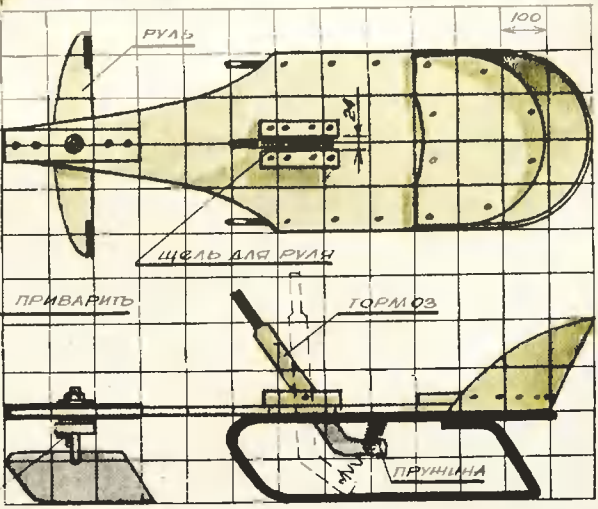 100
РУЛЬ
24
ЩЕЛЬ ДЛЯ РУЛЯ
ПРИВАРИТЬ
ТОРМОЗ
ПРУЖИНА